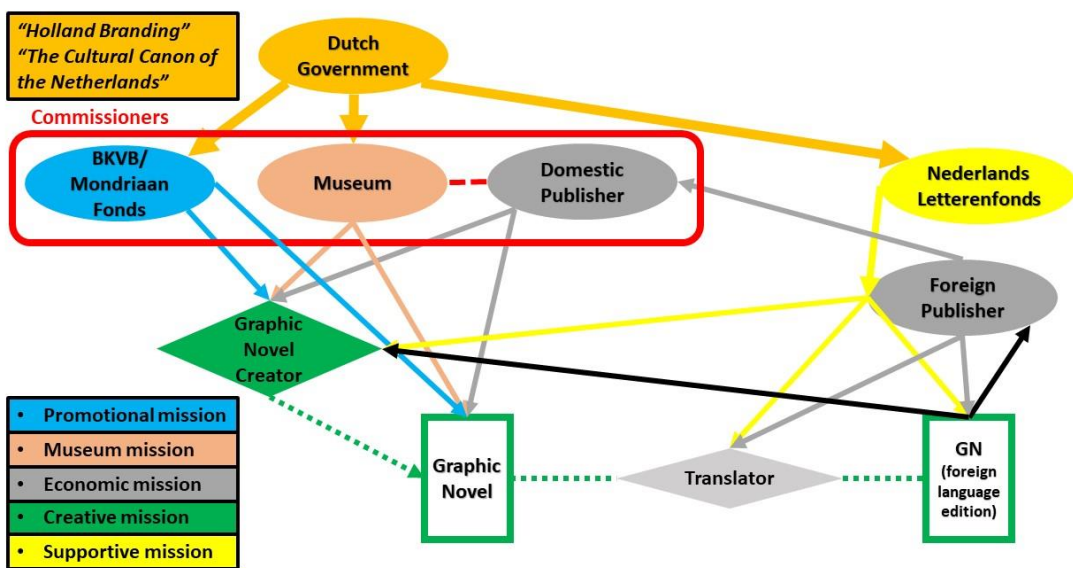 “Holland Branding”
“The Cultural Canon of
the Netherlands”
Dutch
Government
Commissioners
BKVB/
Mondriaan
Fonds
Museum
Domestic
Publisher
Nederlands
Letterenfonds
Foreign
Publisher
Graphic
Novel
Creator
• Promotional mission
• Museum mission
• Economic mission
• Creative mission
• Supportive mission
Graphic
Novel
Translator
GN
(foreign
language
edition)